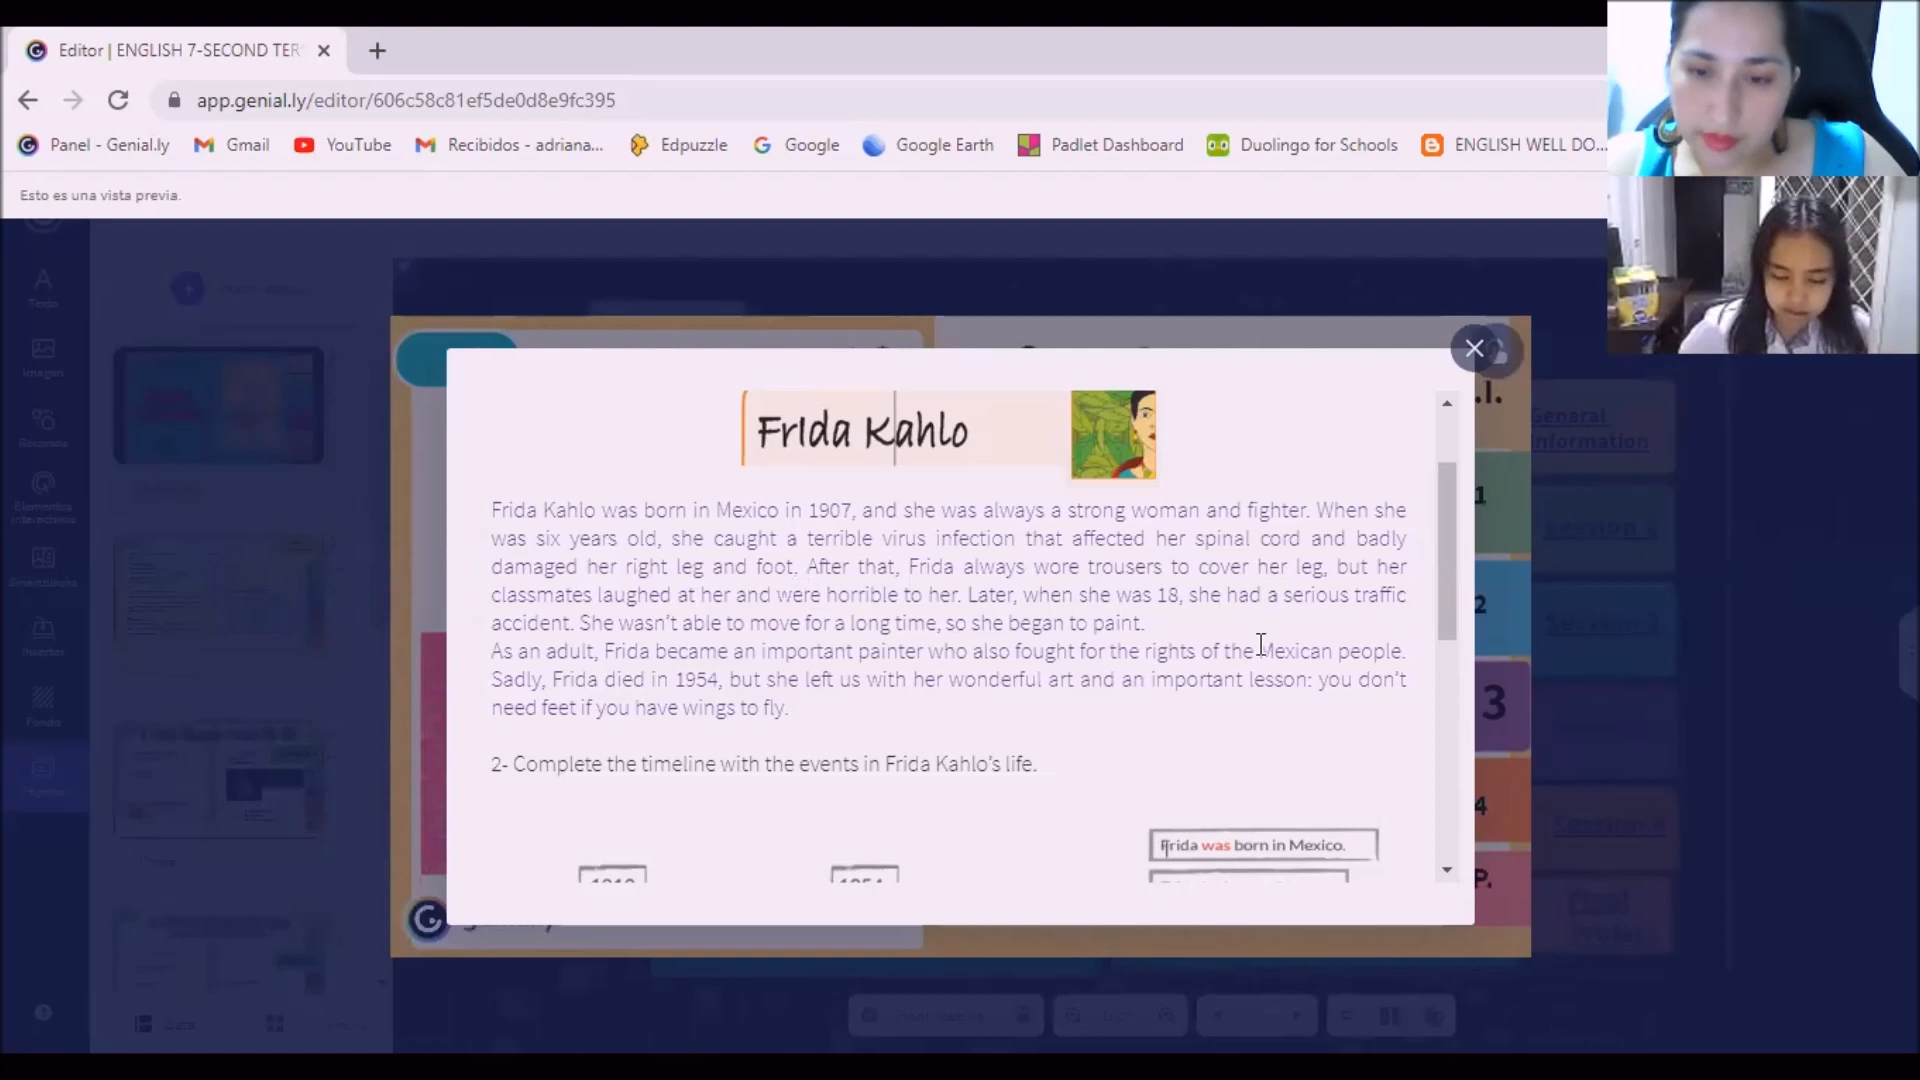 Editor | ENGLISH 7-SECOND TER
app.genial.ly/editor/606c58c81ef5de0d8e9fc395
Panel - Genial.ly Gmail YouTube Recibidos - adriana... Edpuzzle Google Google Earth Padlet Dashboard Duolingo for Schools ENGLISH WELL DO...
Esto es una vista previa.
Texto
Imagen
Recursos
Elementos
interactivos
Smartblocks
Insertar
Fondo
Páginas
FrIda Kahlo
Frida Kahlo was born in Mexico in 1907, and she was always a strong woman and fighter. When she
was six years old, she caught a terrible virus infection that affected her spinal cord and badly
damaged her right leg and foot. After that, Frida always wore trousers to cover her leg, but her
classmates laughed at her and were horrible to her. Later, when she was 18, she had a serious traffic
accident. She wasn't able to move for a long time, so she began to paint.
As an adult, Frida became an important painter who also fought for the rights of the Mexican people.
Sadly, Frida died in 1954, but she left us with her wonderful art and an important lesson: you don't
need feet if you have wings to fly.
2- Complete the timeline with the events in Frida Kahlo's life.
Frida was born in Mexico.
.I.
1
2
3
4
P.
General
Information